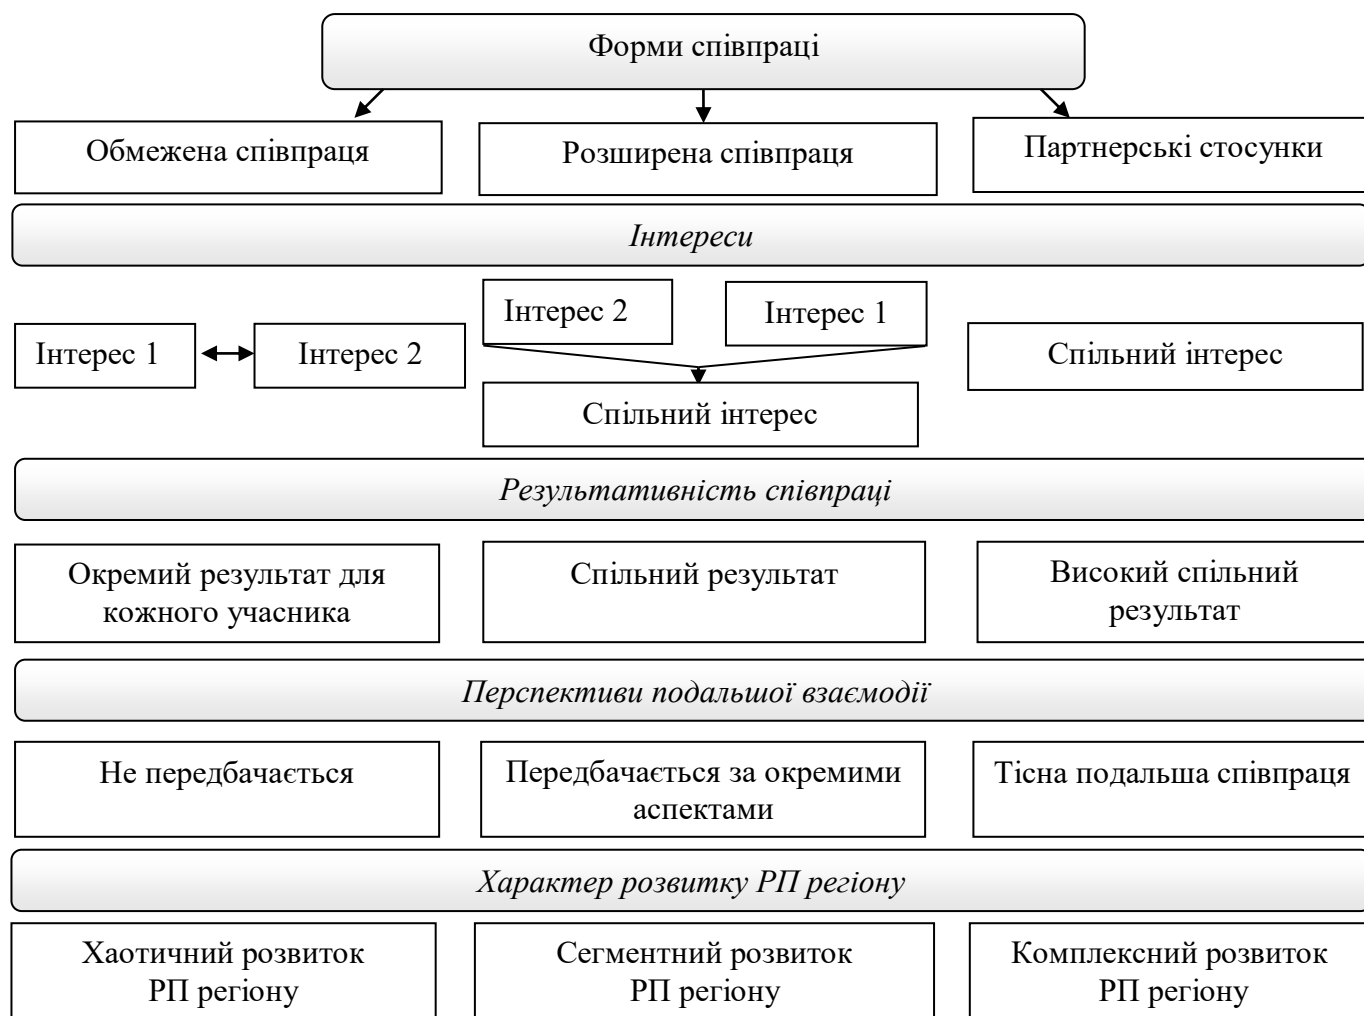 Форми співпраці
Обмежена співпраця
Розширена співпраця
Партнерські стосунки
Інтереси
Інтерес 1
Інтерес 2
Інтерес 2
Інтерес 1
Спільний інтерес
Спільний інтерес
Результативність співпраці
Окремий результат для
кожного учасника
Спільний результат
Високий спільний
результат
Перспективи подальшої взаємодії
Не передбачається
Передбачається за окремими
аспектами
Тісна подальша співпраця
Характер розвитку РП регіону
Хаотичний розвиток
РП регіону
Сегментний розвиток
РП регіону
Комплексний розвиток
РП регіону